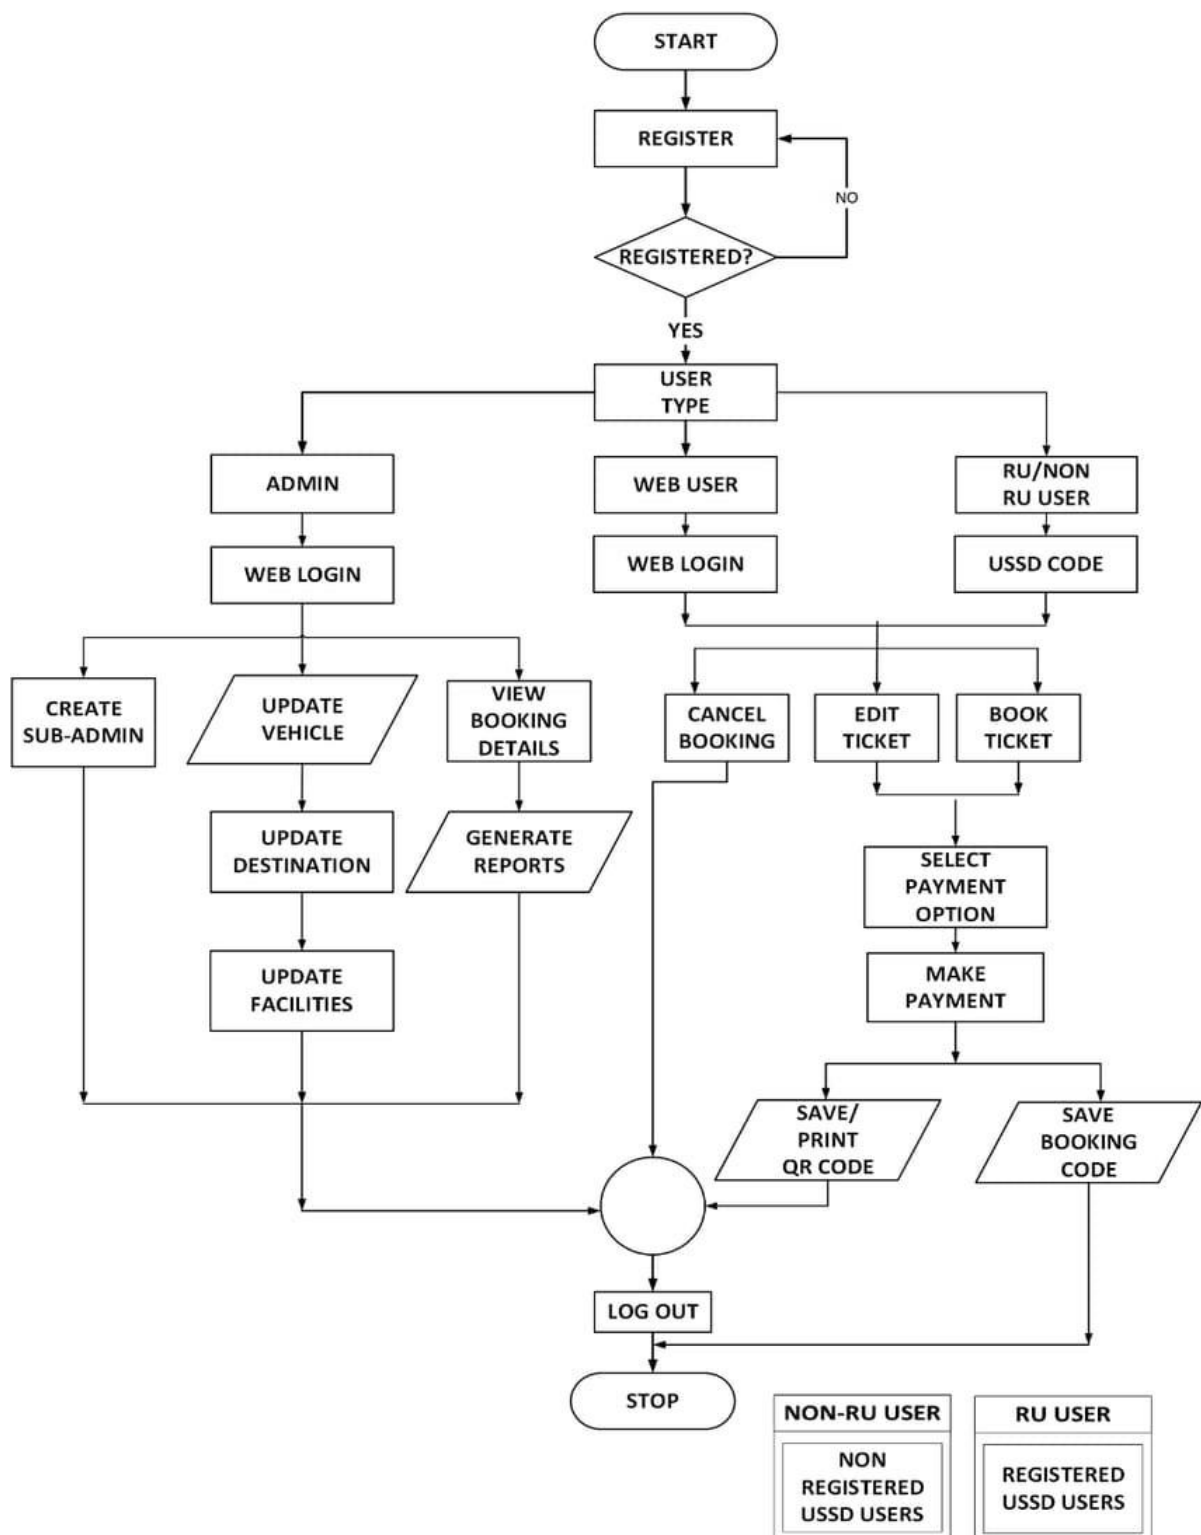 START
REGISTER
NO
REGISTERED?
YES
USER
TYPE
ADMIN
WEB USER
RU/NON
RU USER
WEB LOGIN
WEB LOGIN
USSD CODE
CREATE
SUB-ADMIN
UPDATE
VEHICLE
VIEW
BOOKING
DETAILS
CANCEL
BOOKING
EDIT
TICKET
BOOK
TICKET
UPDATE
DESTINATION
GENERATE
REPORTS
SELECT
PAYMENT
OPTION
UPDATE
FACILITIES
MAKE
PAYMENT
SAVE/
PRINT
QR CODE
SAVE
BOOKING
CODE
LOG OUT
STOP
NON-RU USER
NON
REGISTERED
USSD USERS
RU USER
REGISTERED
USSD USERS